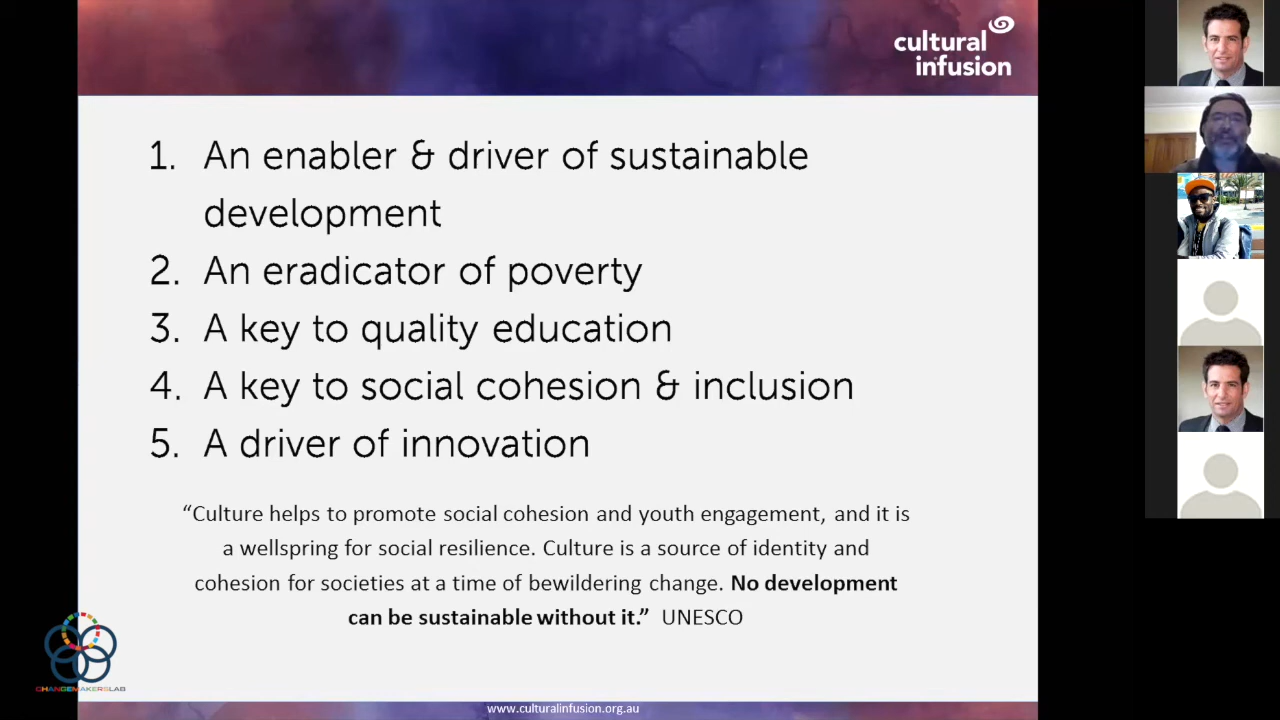 cultural
infusion
1. An enabler & driver of sustainable
development
2. An eradicator of poverty
3. A key to quality education
4. A key to social cohesion & inclusion
5. A driver of innovation
“Culture helps to promote social cohesion and youth engagement, and it is
a wellspring for social resilience. Culture is a source of identity and
cohesion for societies at a time of bewildering change. No development
can be sustainable without it.” UNESCO
CHANGEMAKERSLAB
www.culturalinfusion.org.au